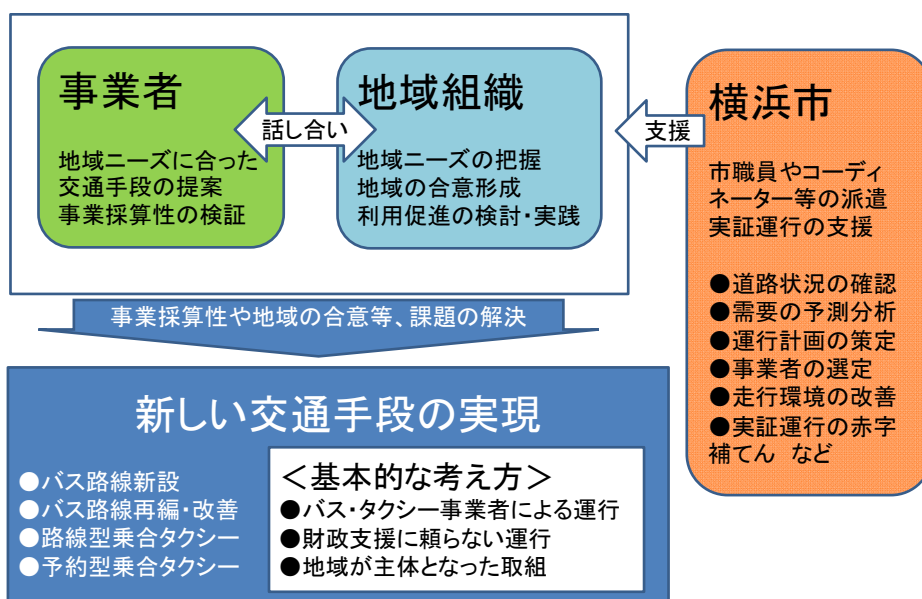 事業者
地域ニーズに合った
交通手段の提案
事業採算性の検証
話し合い
地域組織
地域ニーズの把握
地域の合意形成
利用促進の検討・実践
支援
横浜市
市職員やコーディ
ネーター等の派遣
実証運行の支援
●道路状況の確認
●需要の予測分析
●運行計画の策定
●事業者の選定
●走行環境の改善
●実証運行の赤字
補てん など
事業採算性や地域の合意等、課題の解決
新しい交通手段の実現
●バス路線新設
●バス路線再編・改善
●路線型乗合タクシー
●予約型乗合タクシー
＜基本的な考え方＞
●バス・タクシー事業者による運行
●財政支援に頼らない運行
●地域が主体となった取組